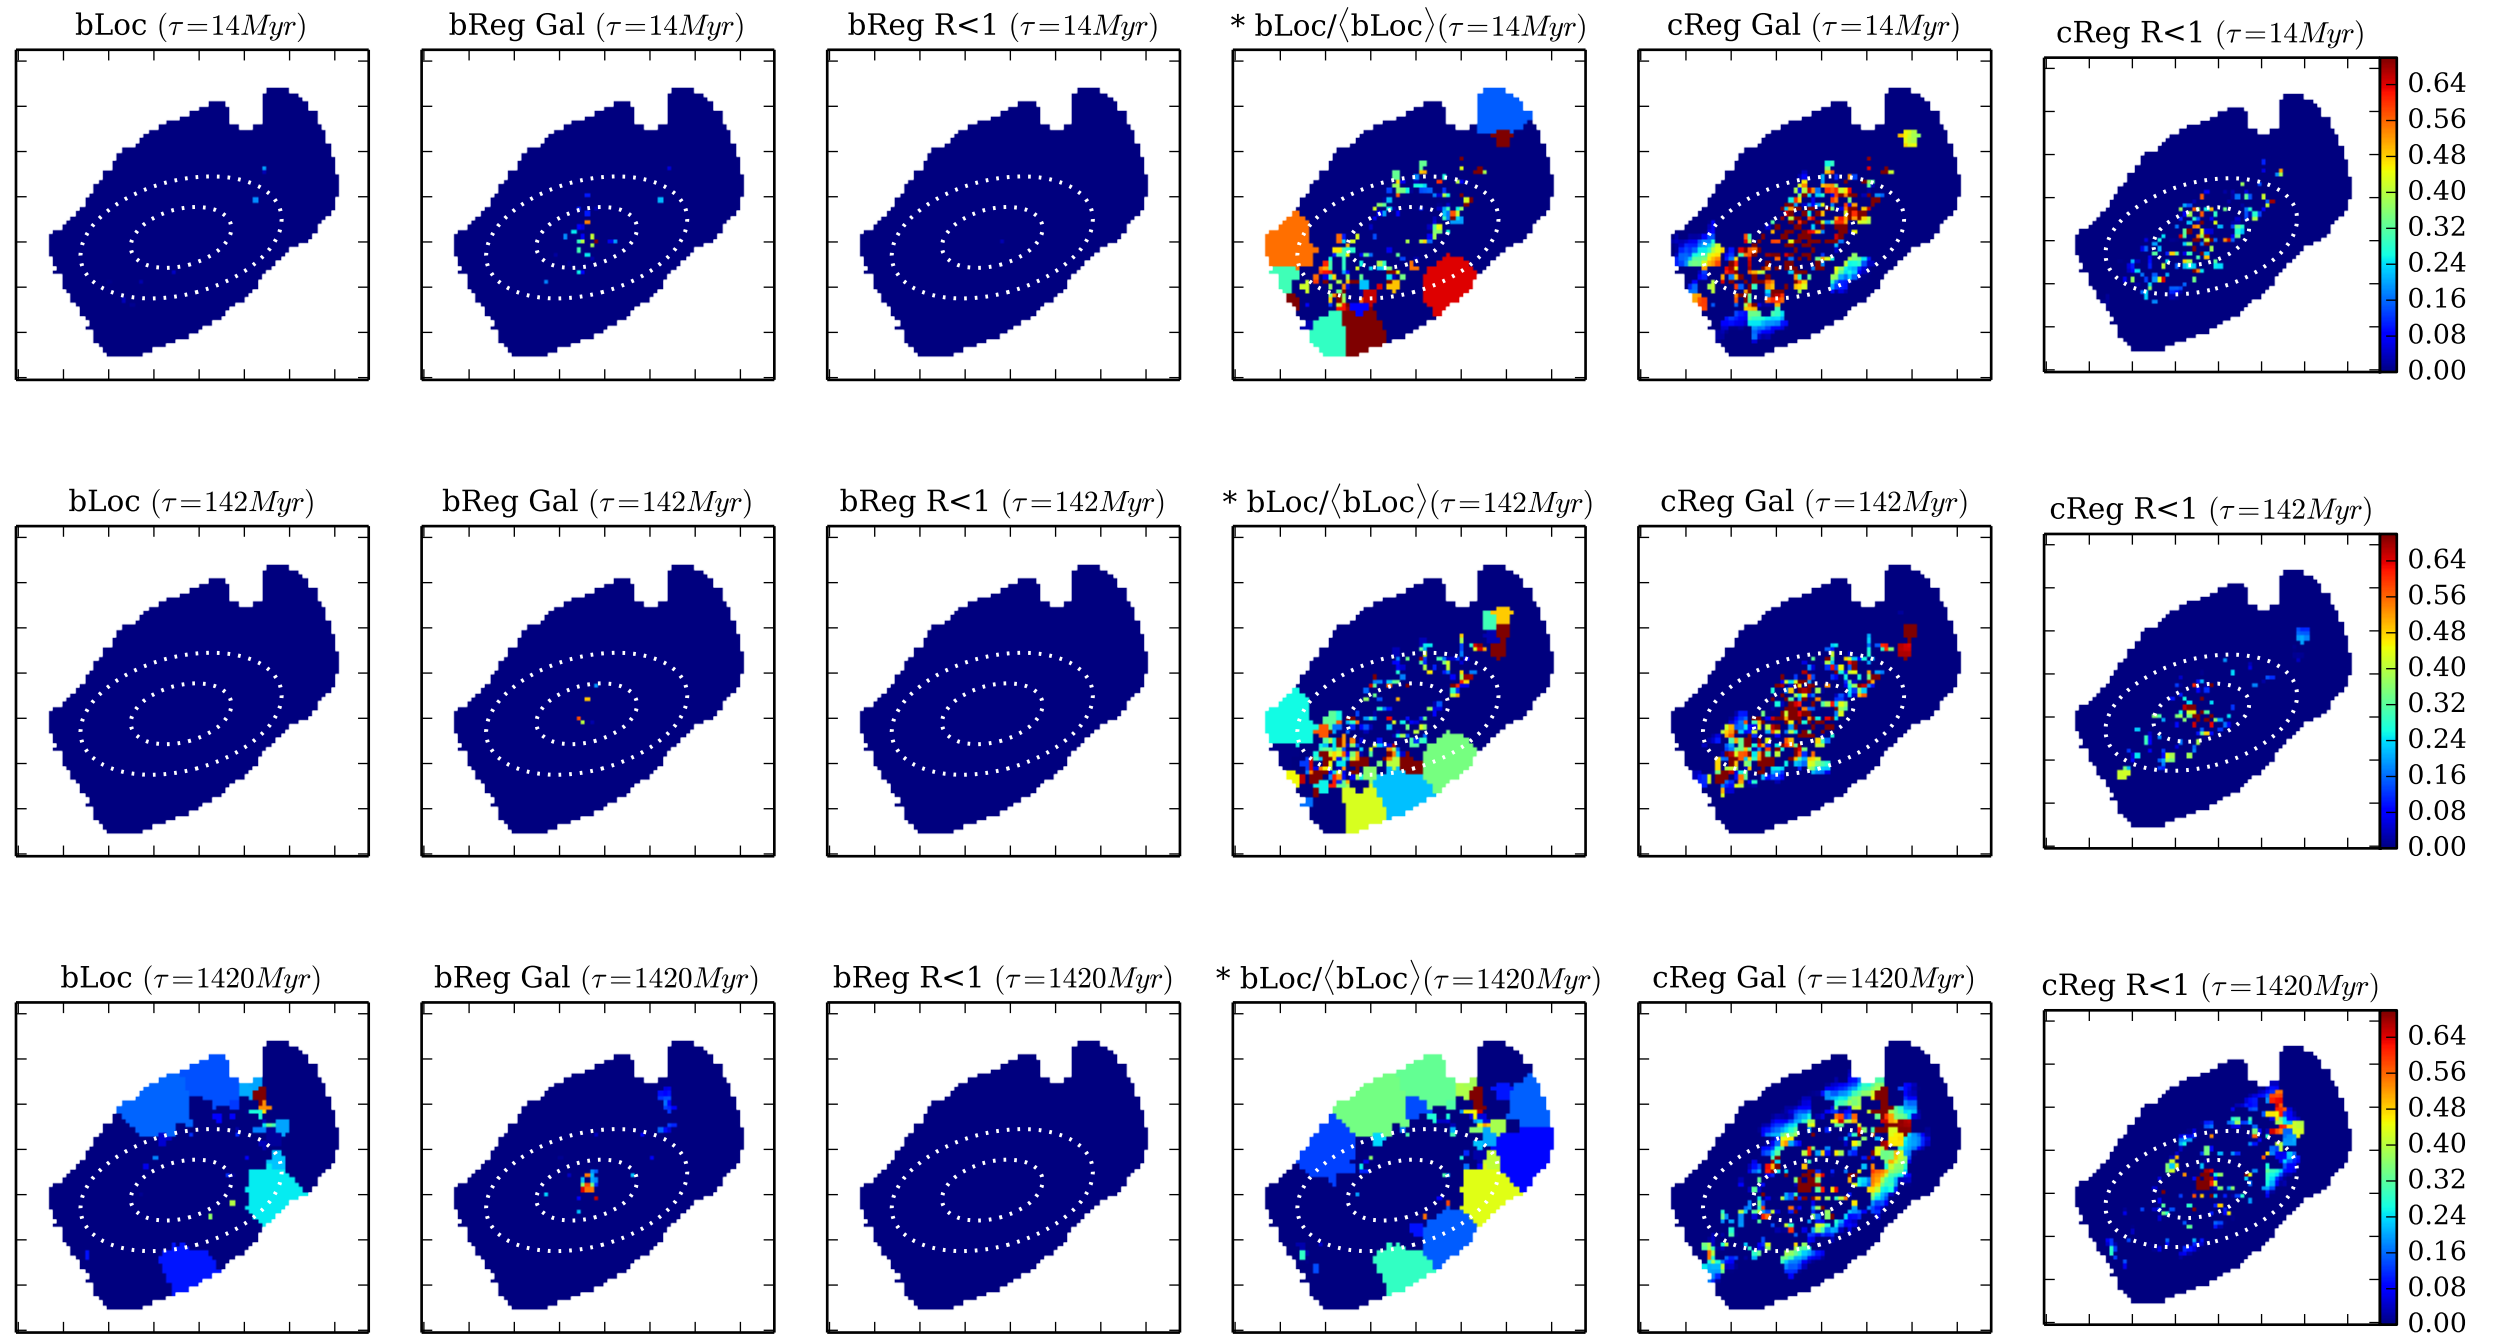 bLoc (τ=14Myr)
bReg Gal (τ=14Myr)
bReg R<1 (τ=14Myr)
* bLoc/⟨bLoc⟩(τ=14Myr)
cReg Gal (τ=14Myr)
cReg R<1 (τ=14Myr)
0.64
0.56
0.48
0.40
0.32
0.24
0.16
0.08
0.00
bLoc (τ=142Myr)
bReg Gal (τ=142Myr)
bReg R<1 (τ=142Myr)
* bLoc/⟨bLoc⟩(τ=142Myr)
cReg Gal (τ=142Myr)
cReg R<1 (τ=142Myr)
0.64
0.56
0.48
0.40
0.32
0.24
0.16
0.08
0.00
bLoc (τ=1420Myr)
bReg Gal (τ=1420Myr)
bReg R<1 (τ=1420Myr)
* bLoc/⟨bLoc⟩(τ=1420Myr)
cReg Gal (τ=1420Myr)
cReg R<1 (τ=1420Myr)
0.64
0.56
0.48
0.40
0.32
0.24
0.16
0.08
0.00